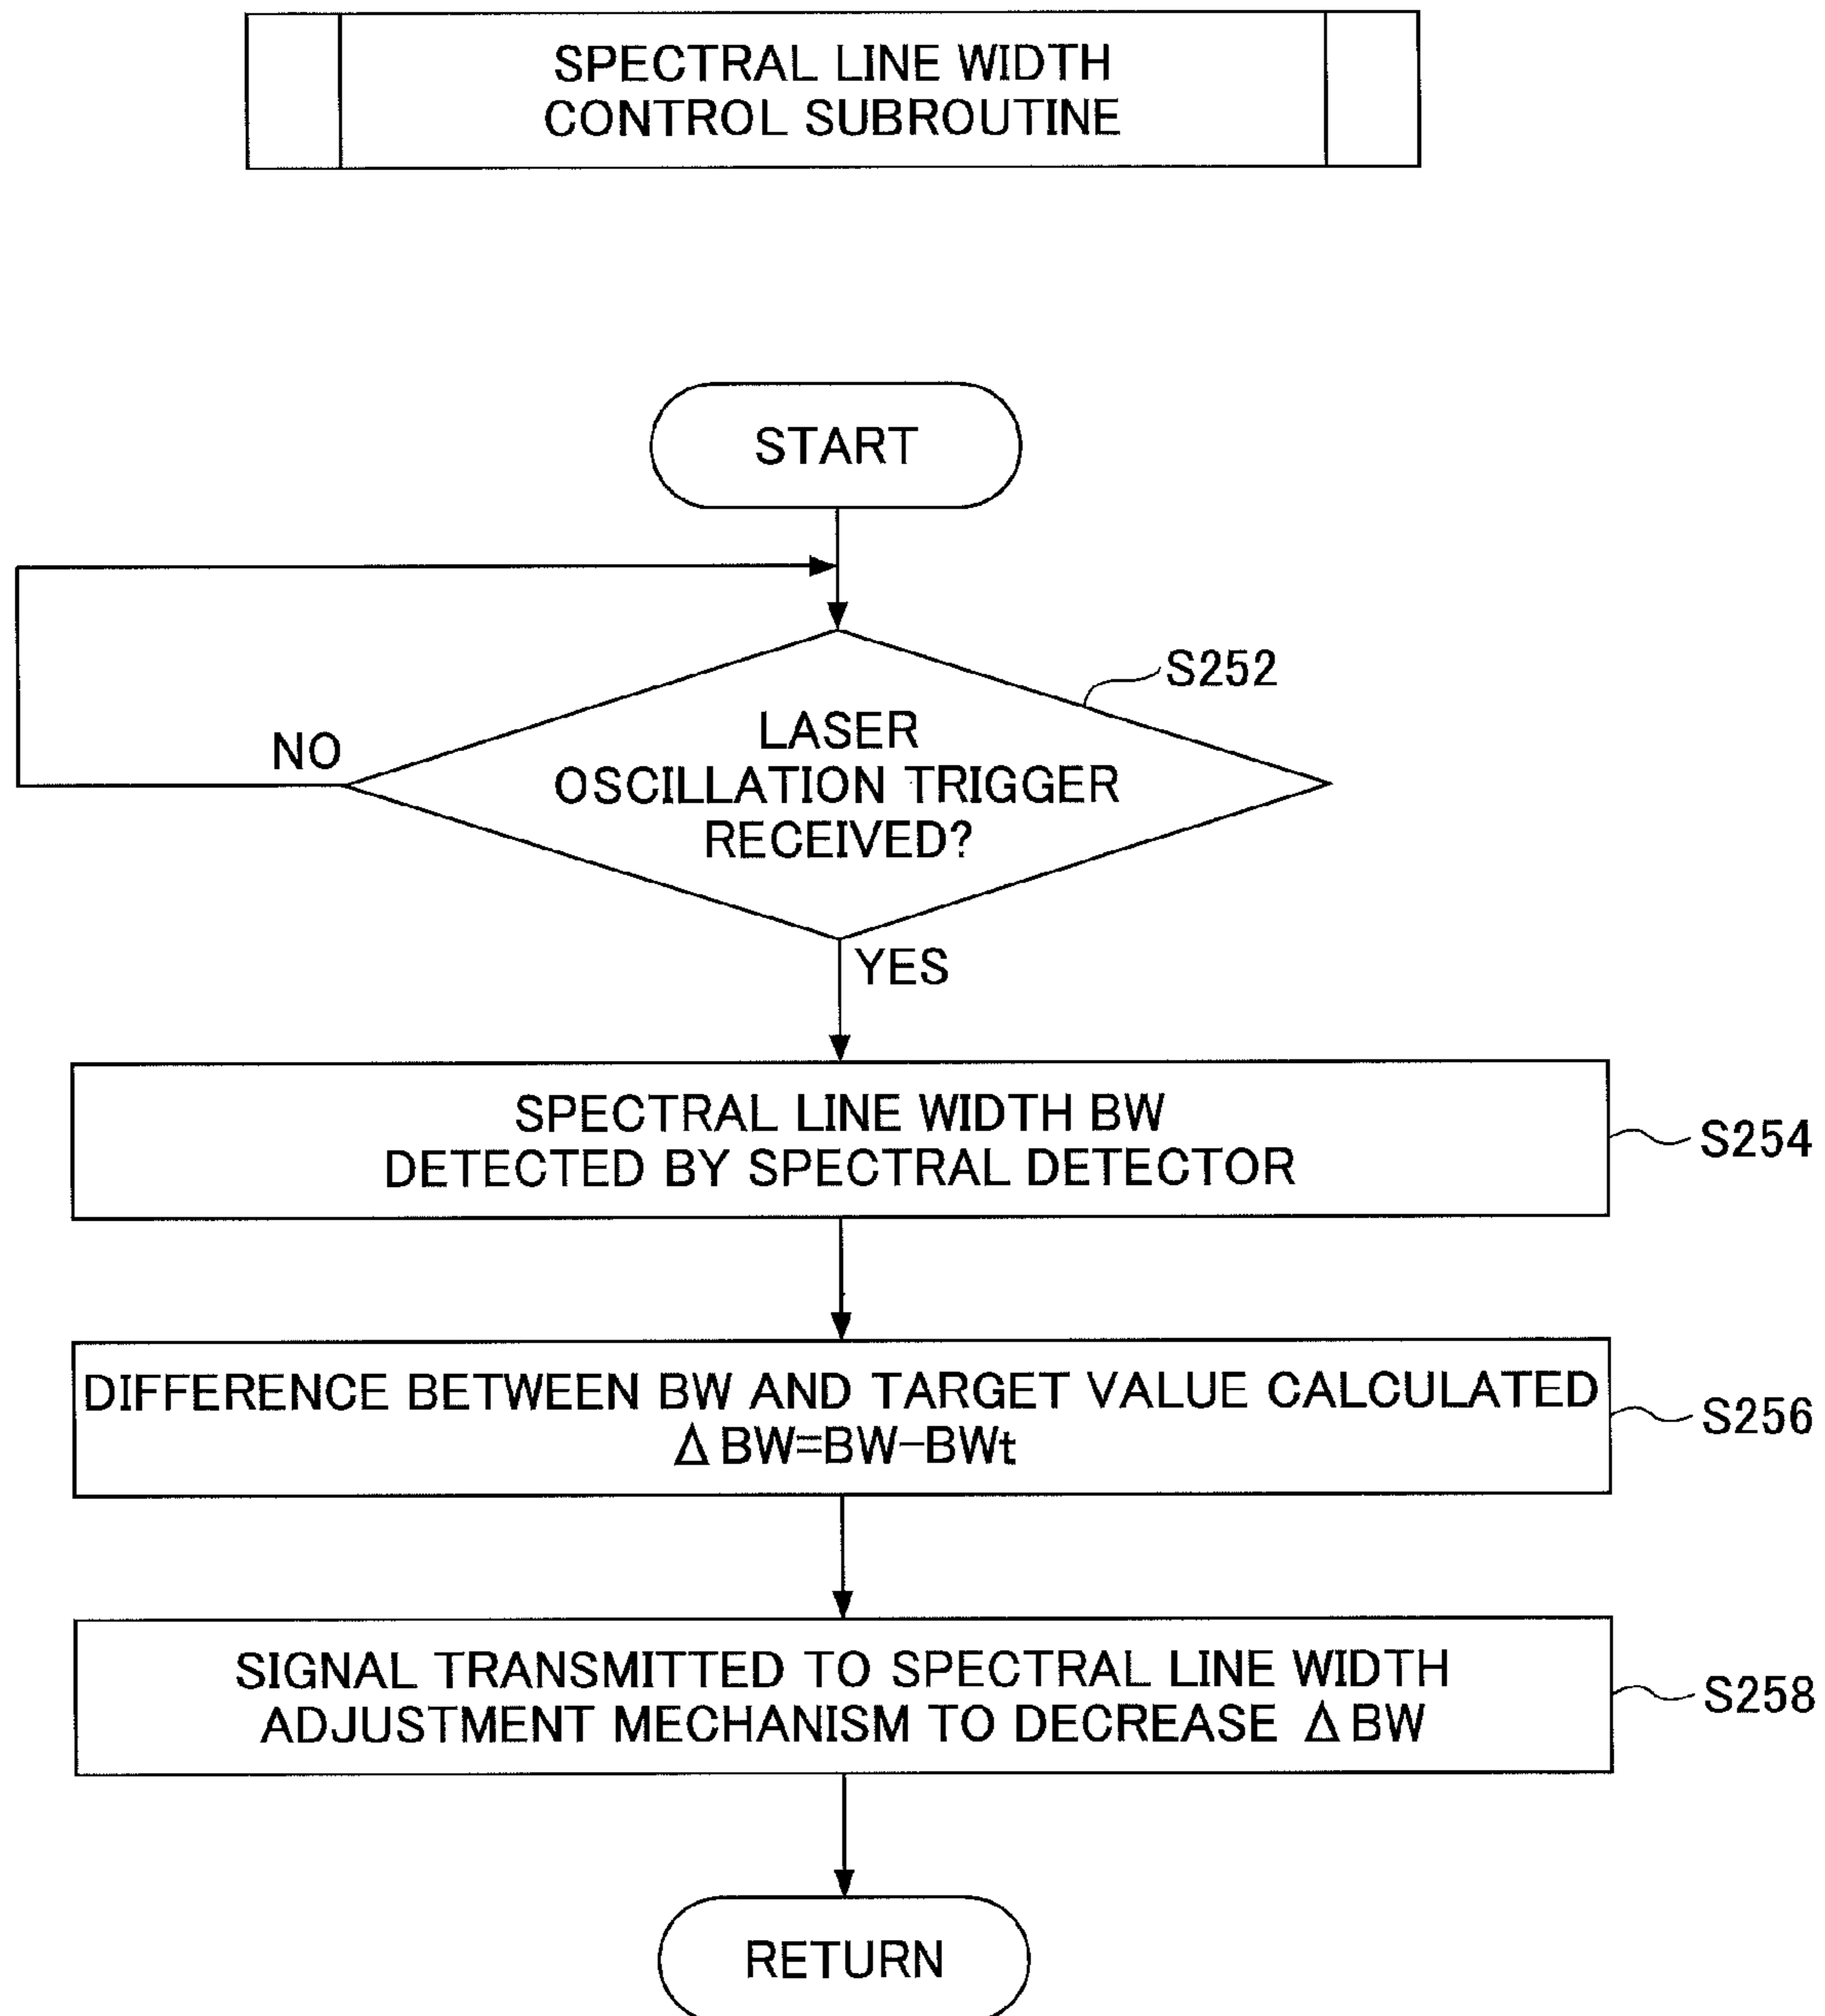 SPECTRAL LINE WIDTH
CONTROL SUBROUTINE
START
S252
NO
LASER
OSCILLATION TRIGGER
RECEIVED?
YES
SPECTRAL LINE WIDTH BW
DETECTED BY SPECTRAL DETECTOR
S254
DIFFERENCE BETWEEN BW AND TARGET VALUE CALCULATED
ΔBW=BW-BWt
S256
SIGNAL TRANSMITTED TO SPECTRAL LINE WIDTH
ADJUSTMENT MECHANISM TO DECREASE ΔBW
S258
RETURN